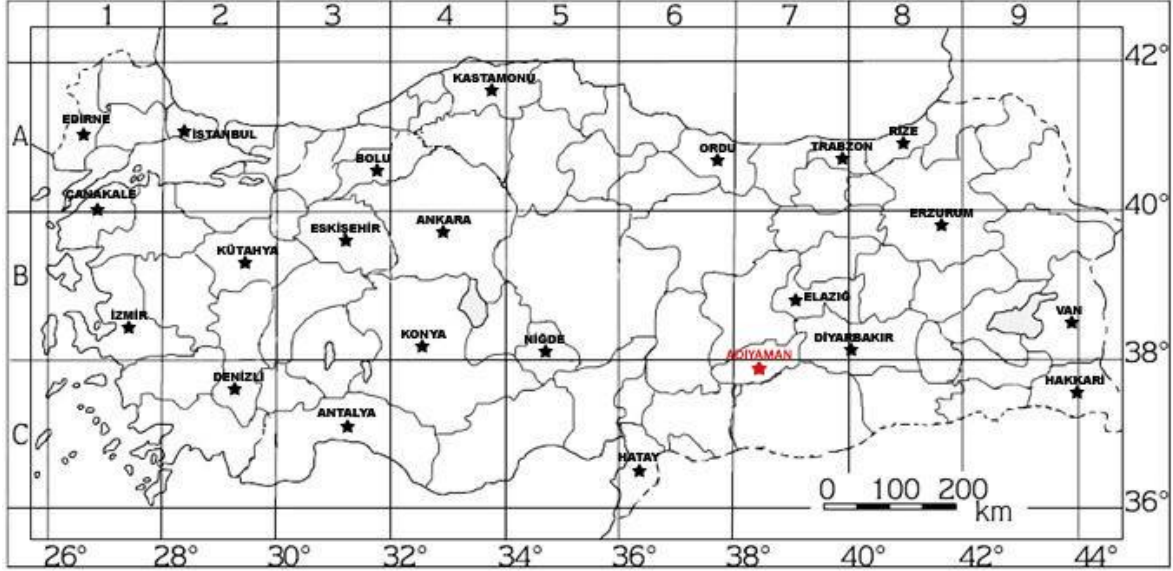 1 2 3 4 5 6 7 8 9
42°
KASTAMONU
EDİRNE
A
İSTANBUL
RİZE
BOLU
ORDU
TRABZON
ÇANAKALE
40°
ANKARA
ERZURUM
ESKİŞEHİR
KÜTAHYA
B
ELAZIĞ
İZMİR
VAN
KONYA
NİĞDE
DİYARBAKIR
ADIYAMAN
38°
DENİZLİ
HAKKARİ
ANTALYA
C
HATAY
0 100 200
km
36°
26° 28° 30° 32° 34° 36° 38° 40° 42° 44°